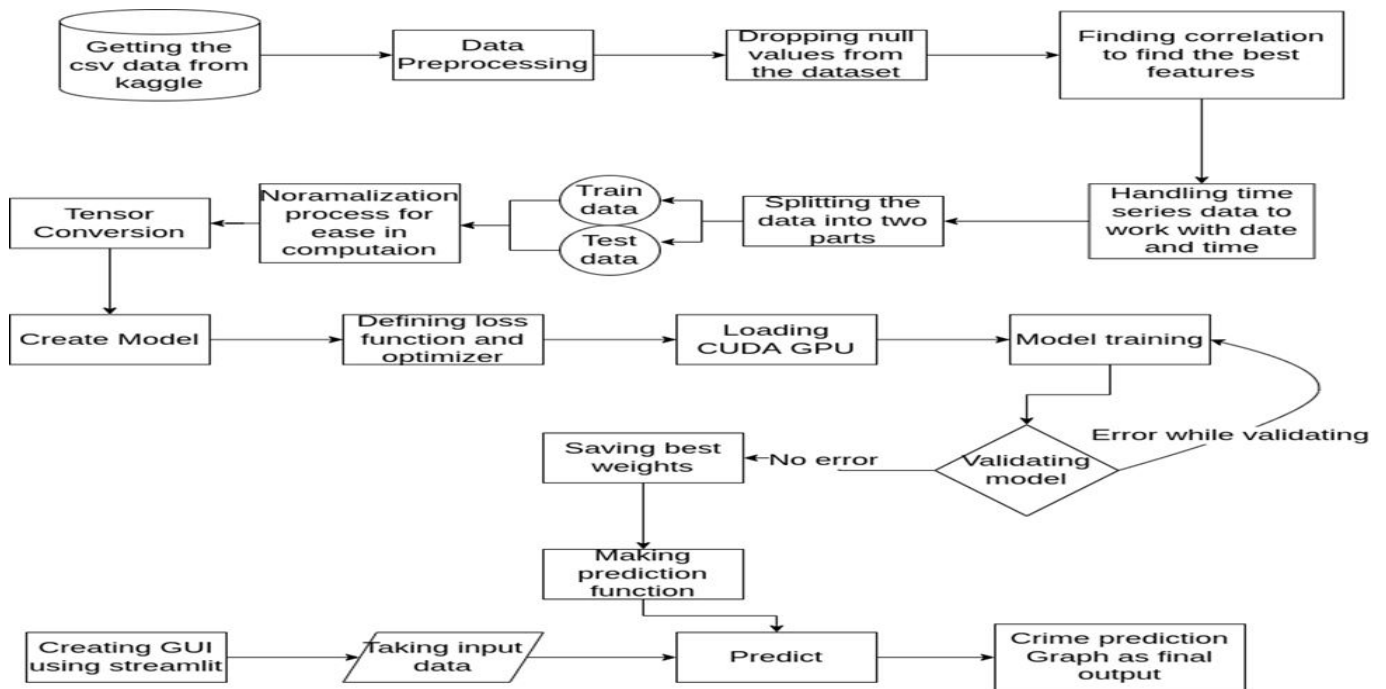 Getting the
csv data from
kaggle
Data
Preprocessing
Dropping null
values from
the dataset
Finding correlation
to find the best
features
Handling time
series data to
work with date
and time
Splitting the
data into two
parts
Train
data
Test
data
Noramalization
process for
ease in
computaion
Tensor
Conversion
Create Model
Defining loss
function and
optimizer
Loading
CUDA GPU
Model training
Validating
model
Error while validating
No error
Saving best
weights
Making
prediction
function
Creating GUI
using streamlit
Taking input
data
Predict
Crime prediction
Graph as final
output